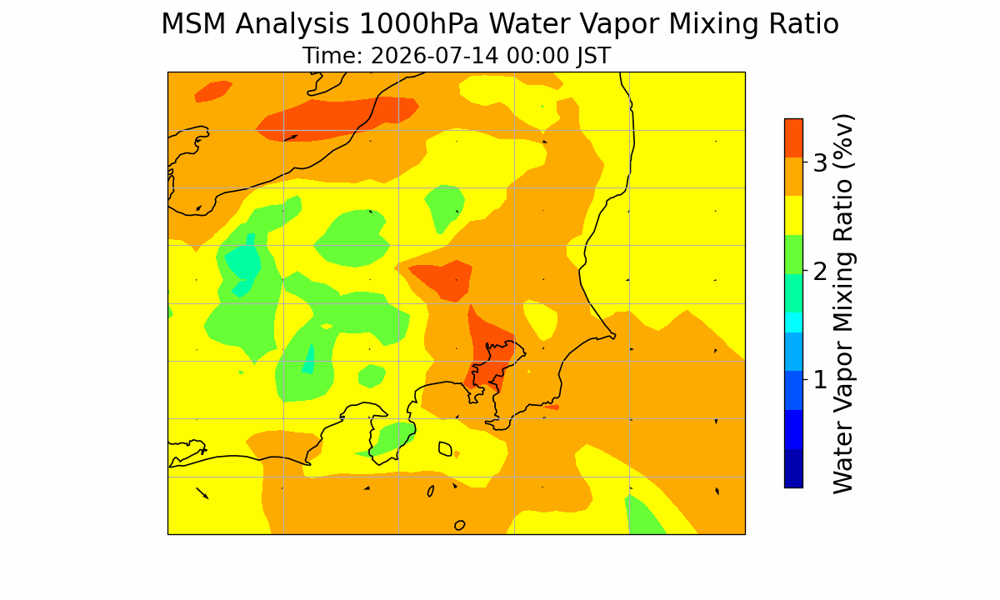 MSM Analysis 1000hPa Water Vapor Mixing Ratio
Time: 2026-07-14 00:00 JST
3
2
1
Water Vapor Mixing Ratio (%v)